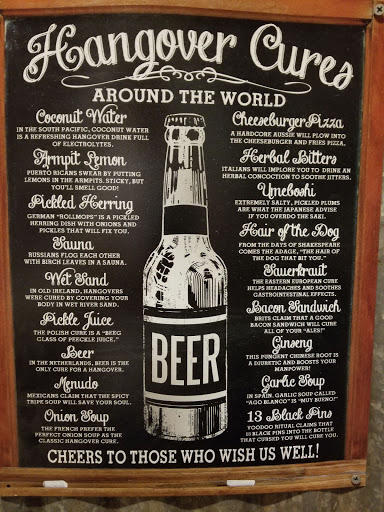 Hangover Cures
AROUND THE WORLD
Coconut Water
IN THE SOUTH PACIFIC, COCONUT WATER
IS A REFRESHING HANGOVER DRINK FULL
OF ELECTROLYTES.
Armpit Lemon
PUERTO RICANS SWEAR BY PUTTING
LEMONS IN THE ARMPITS. STICKY, BUT
YOU'LL SMELL GOOD!
Pickled Herring
GERMAN "ROLLMOPS" IS A PICKLED
HERRING DISH WITH ONIONS AND
PICKLES THAT WILL FIX YOU.
Sauna
RUSSIANS FLOG EACH OTHER
WITH BIRCH LEAVES IN A SAUNA.
Wet Sand
IN OLD IRELAND, HANGOVERS
WERE CURED BY COVERING YOUR
BODY IN WET RIVER SAND.
Pickle Juice
THE POLISH CURE IS A "BEEG
GLASS OF PEECKLE JUICE."
Beer
IN THE NETHERLANDS, BEER IS THE
ONLY CURE FOR A HANGOVER.
Menudo
MEXICANS CLAIM THAT THE SPICY
TRIPE SOUP WILL SAVE YOUR SOUL.
Onion Soup
THE FRENCH PREFER THE
PERFECT ONION SOUP AS THE
CLASSIC HANGOVER CURE.
BEER
Cheeseburger Pizza
A HARDCORE AUSSIE WILL PLOW INTO
THE CHEESEBURGER AND FRIES PIZZA.
Herbal Bitters
ITALIANS WILL IMPLORE YOU TO DRINK AN
HERBAL CONCOCTION TO SOOTHE JITTERS.
Umeboshi
EXTREMELY SALTY, PICKLED PLUMS
ARE WHAT THE JAPANESE ADVISE
IF YOU OVERDO THE SAKI.
Hair of the Dog
FROM THE DAYS OF SHAKESPEARE
COMES THE ADAGE, "THE HAIR OF
THE DOG THAT BIT YOU."
Sauerkraut
THE EASTERN EUROPEAN CURE
HELPS HEADACHES AND SOOTHES
GASTROINTESTINAL EFFECTS.
Bacon Sandwich
BRITS CLAIM THAT A GOOD
BACON SANDWICH WILL CURE
ALL OF YOUR "ALES!"
Ginseng
THIS PUNGENT CHINESE ROOT IS
A DIURETIC AND BOOSTS YOUR
MANPOWER!
Garlic Soup
IN SPAIN, GARLIC SOUP CALLED
"AGO BLANCO" IS "MUY BUENO!"
13 Black Pins
VOODOO RITUAL CLAIMS THAT
13 BLACK PINS INTO THE BOTTLE
THAT CURSED YOU WILL CURE YOU.
CHEERS TO THOSE WHO WISH US WELL!